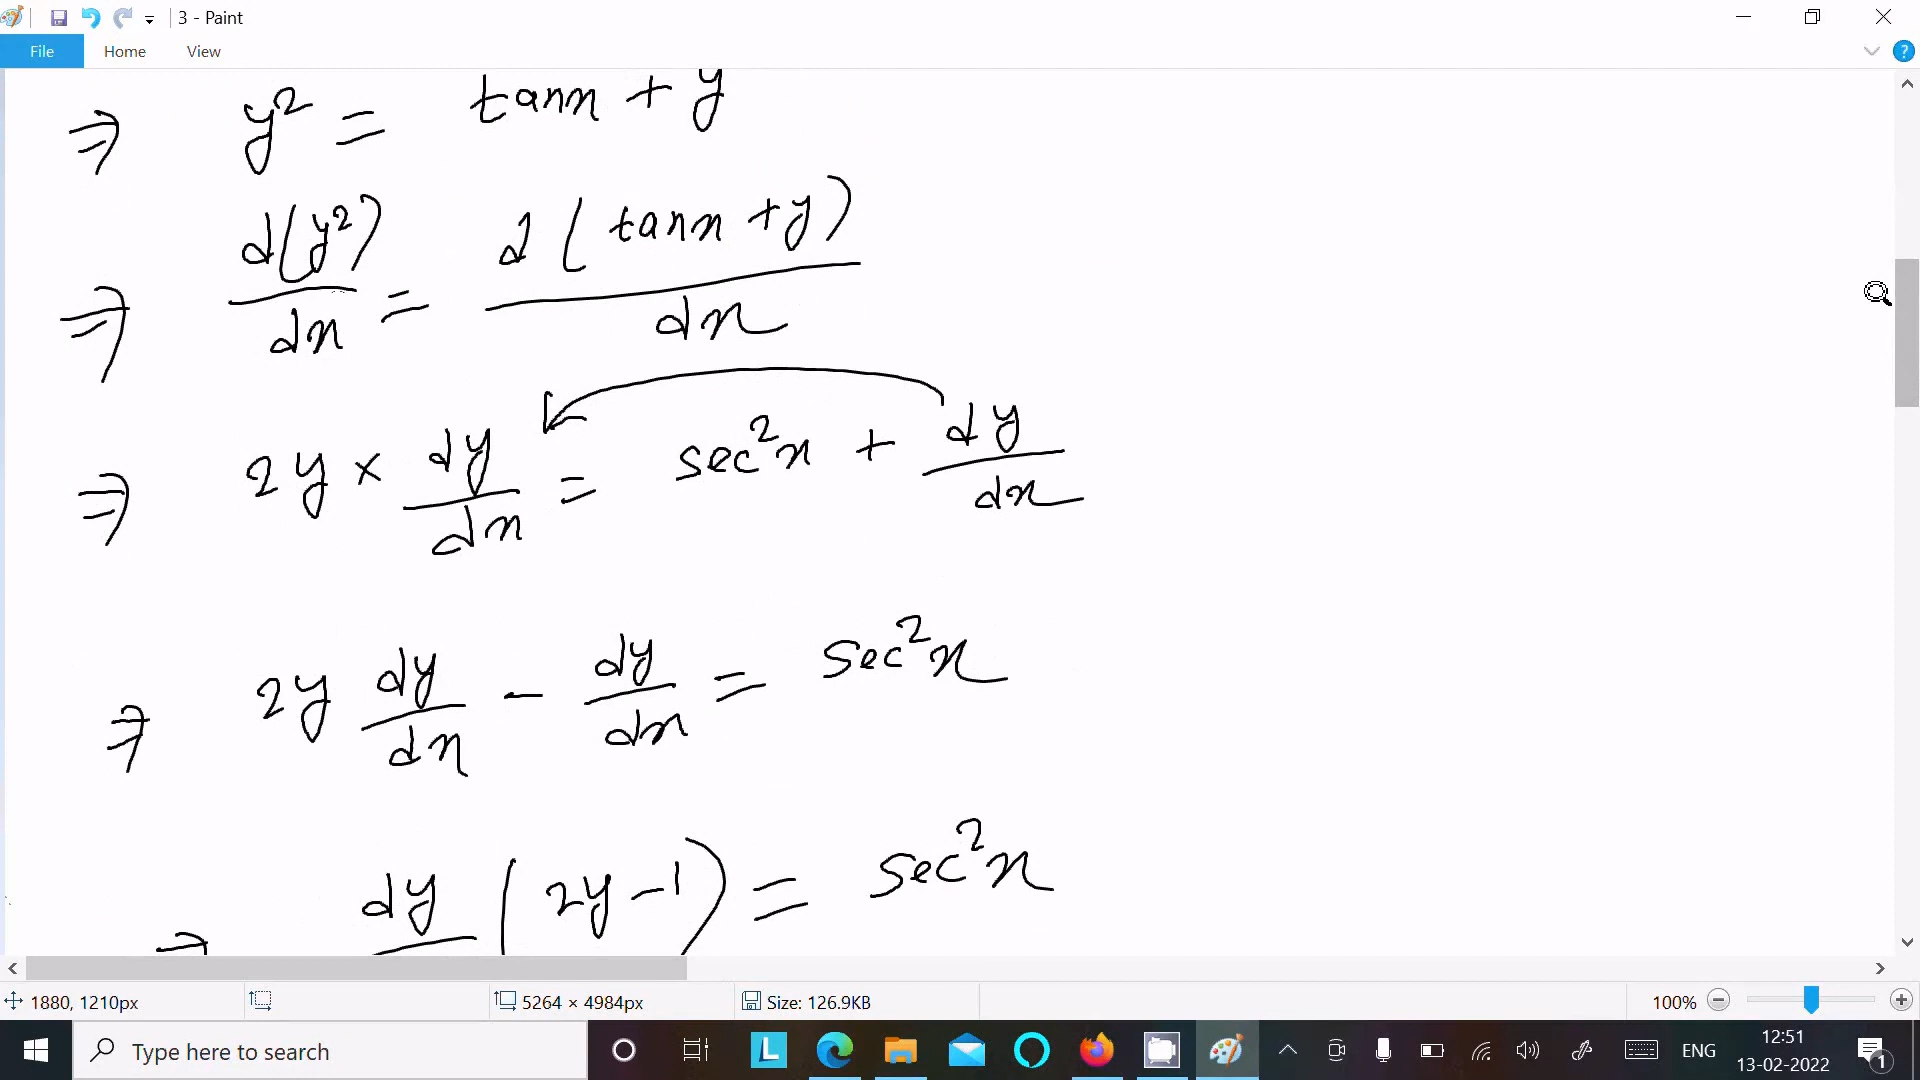 3 - Paint
File Home View
⇒ y² = tanx + y
⇒ d(y²)/dx = d(tanx + y)/dx
⇒ 2y × dy/dx = sec²x + dy/dx
⇒ 2y dy/dx - dy/dx = sec²x
⇒ dy (2y-1) = sec²x
1880, 1210px 5264 × 4984px Size: 126.9KB 100%
Type here to search L ENG 12:51
13-02-2022 1